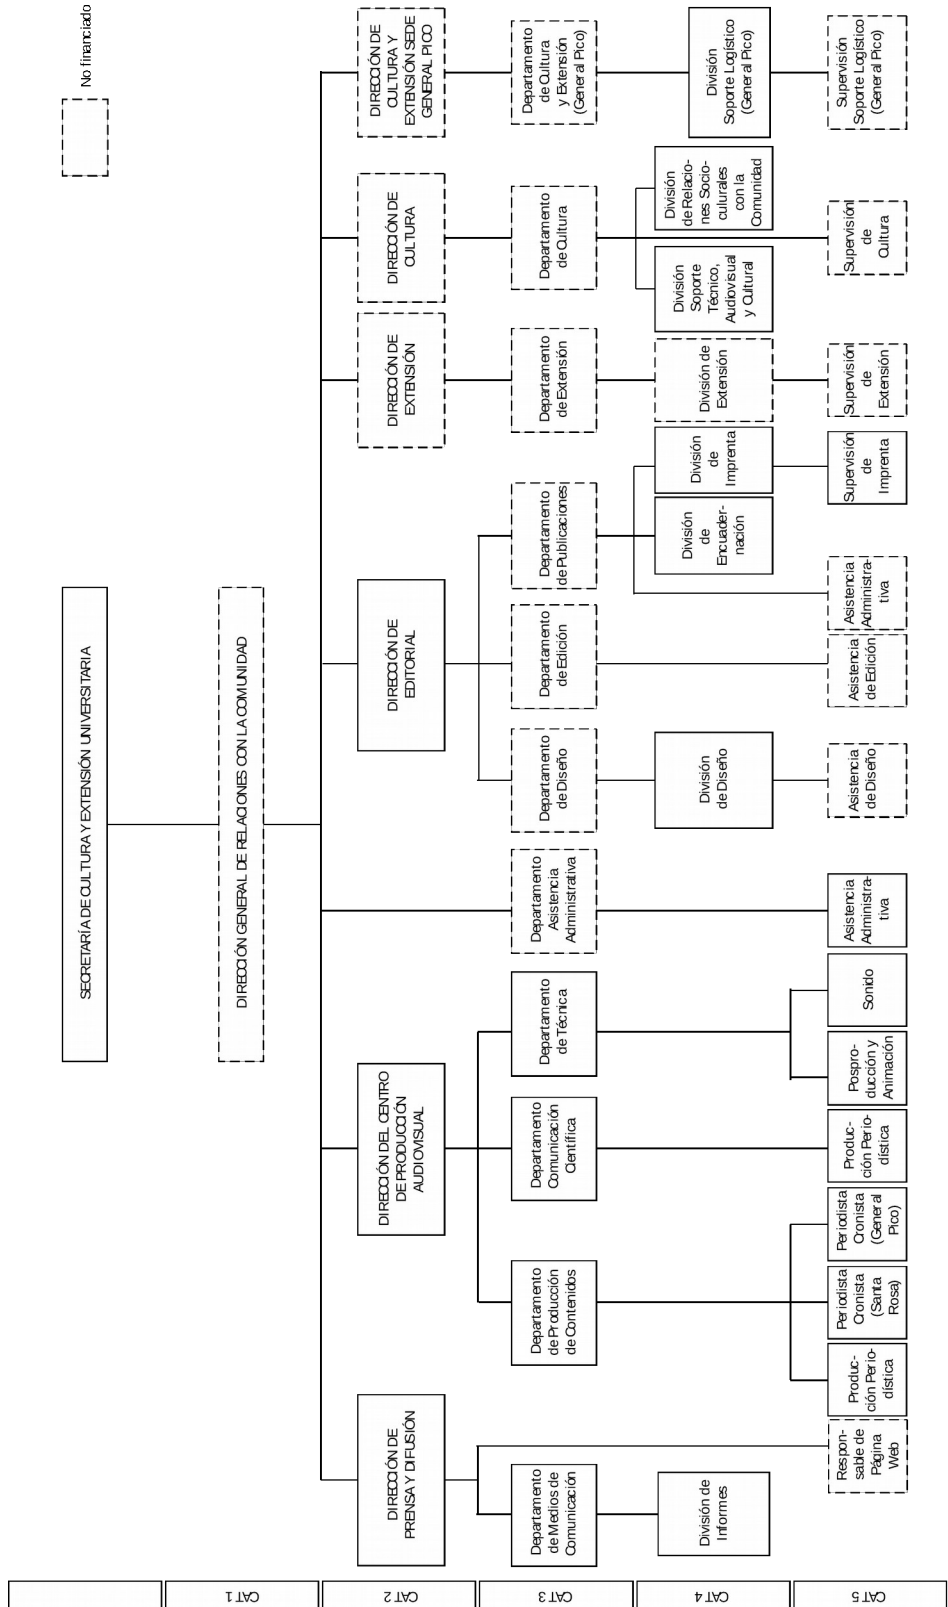 No financiado
SECRETARÍA DE CULTURA Y EXTENSIÓN UNIVERSITARIA
DIRECCIÓN GENERAL DE RELACIONES CON LA COMUNIDAD
DIRECCIÓN DE
PRENSA Y DIFUSIÓN
DIRECCIÓN DEL CENTRO
DE PRODUCCIÓN
AUDIOVISUAL
DIRECCIÓN DE
EDITORIAL
DIRECCIÓN DE
EXTENSIÓN
DIRECCIÓN DE
CULTURA
DIRECCIÓN DE
CULTURA Y
EXTENSIÓN SEDE
GENERAL PICO
Departamento
de Medios de
Comunicación
Departamento
de Producción
de Contenidos
Departamento
Comunicación
Científica
Departamento
de Técnica
Departamento
Asistencia
Administrativa
Departamento
de Diseño
Departamento
de Edición
Departamento
de Publicaciones
Departamento
de Extensión
Departamento
de Cultura
Departamento
de Cultura
y Extensión
(General Pico)
División de
Informes
División
de Diseño
División
de
Encuader-
nación
División
de
Imprenta
División de
Extensión
División
Soporte
Técnico,
Audiovisual
y Cultural
División
de Relacio-
nes Socio-
culturales
con la
Comunidad
División
Soporte Logístico
(General Pico)
Respon-
sable de
Página
Web
Produc-
ción Perio-
dística
Periodista
Cronista
(Santa
Rosa)
Periodista
Cronista
(General
Pico)
Produc-
ción Perio-
dística
Pospro-
ducción y
Animación
Sonido
Asistencia
Administra-
tiva
Asistencia
de Diseño
Asistencia
de Edición
Asistencia
Administra-
tiva
Supervisión
de
Imprenta
Supervisión
de
Extensión
Supervisión
de
Cultura
Supervisión
Soporte Logístico
(General Pico)
CAT 1
CAT 2
CAT 3
CAT 4
CAT 5